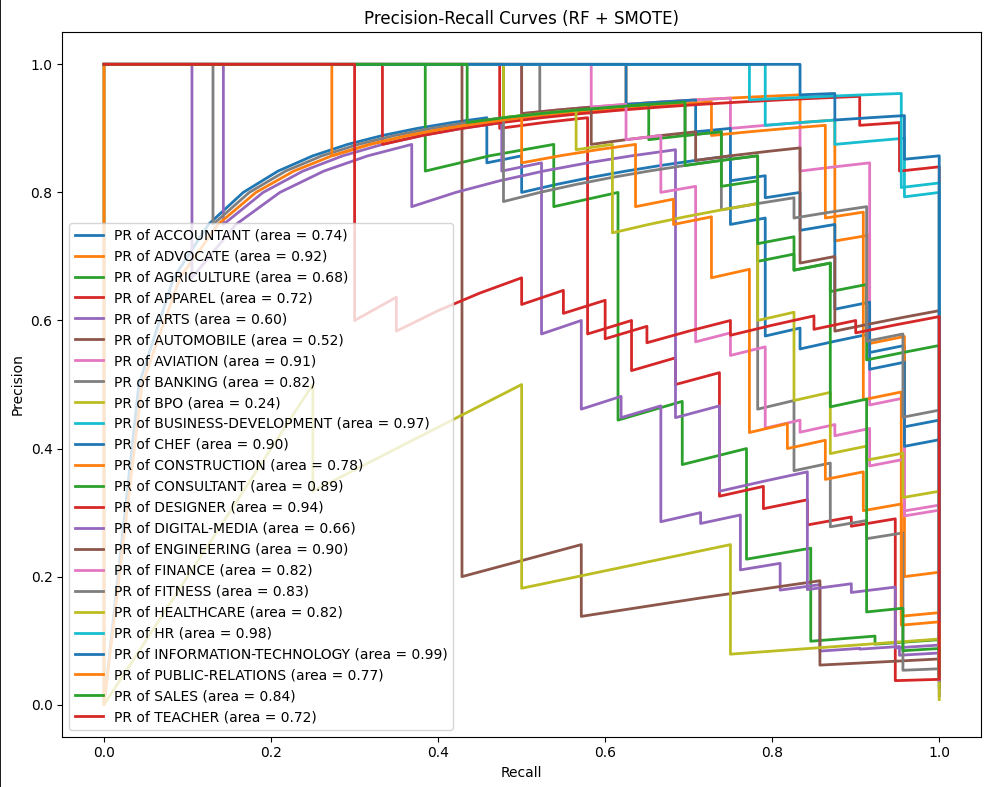 Precision-Recall Curves (RF + SMOTE)
1.0
0.8
0.6
0.4
0.2
0.0
Precision
PR of ACCOUNTANT (area = 0.74)
PR of ADVOCATE (area = 0.92)
PR of AGRICULTURE (area = 0.68)
PR of APPAREL (area = 0.72)
PR of ARTS (area = 0.60)
PR of AUTOMOBILE (area = 0.52)
PR of AVIATION (area = 0.91)
PR of BANKING (area = 0.82)
PR of BPO (area = 0.24)
PR of BUSINESS-DEVELOPMENT (area = 0.97)
PR of CHEF (area = 0.90)
PR of CONSTRUCTION (area = 0.78)
PR of CONSULTANT (area = 0.89)
PR of DESIGNER (area = 0.94)
PR of DIGITAL-MEDIA (area = 0.66)
PR of ENGINEERING (area = 0.90)
PR of FINANCE (area = 0.82)
PR of FITNESS (area = 0.83)
PR of HEALTHCARE (area = 0.82)
PR of HR (area = 0.98)
PR of INFORMATION-TECHNOLOGY (area = 0.99)
PR of PUBLIC-RELATIONS (area = 0.77)
PR of SALES (area = 0.84)
PR of TEACHER (area = 0.72)
0.0 0.2 0.4 0.6 0.8 1.0
Recall